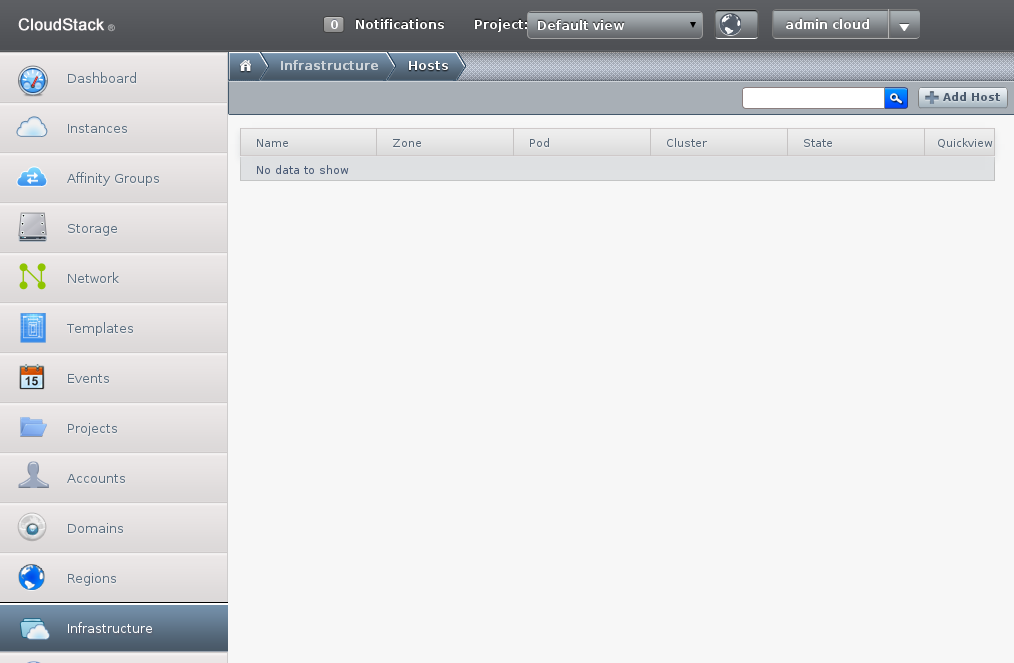 CloudStack ®
0 Notifications
Project: Default view
admin cloud
Dashboard
Instances
Affinity Groups
Storage
Network
Templates
15
Events
Projects
Accounts
Domains
Regions
Infrastructure
Infrastructure Hosts
Add Host
Name Zone Pod Cluster State Quickview
No data to show